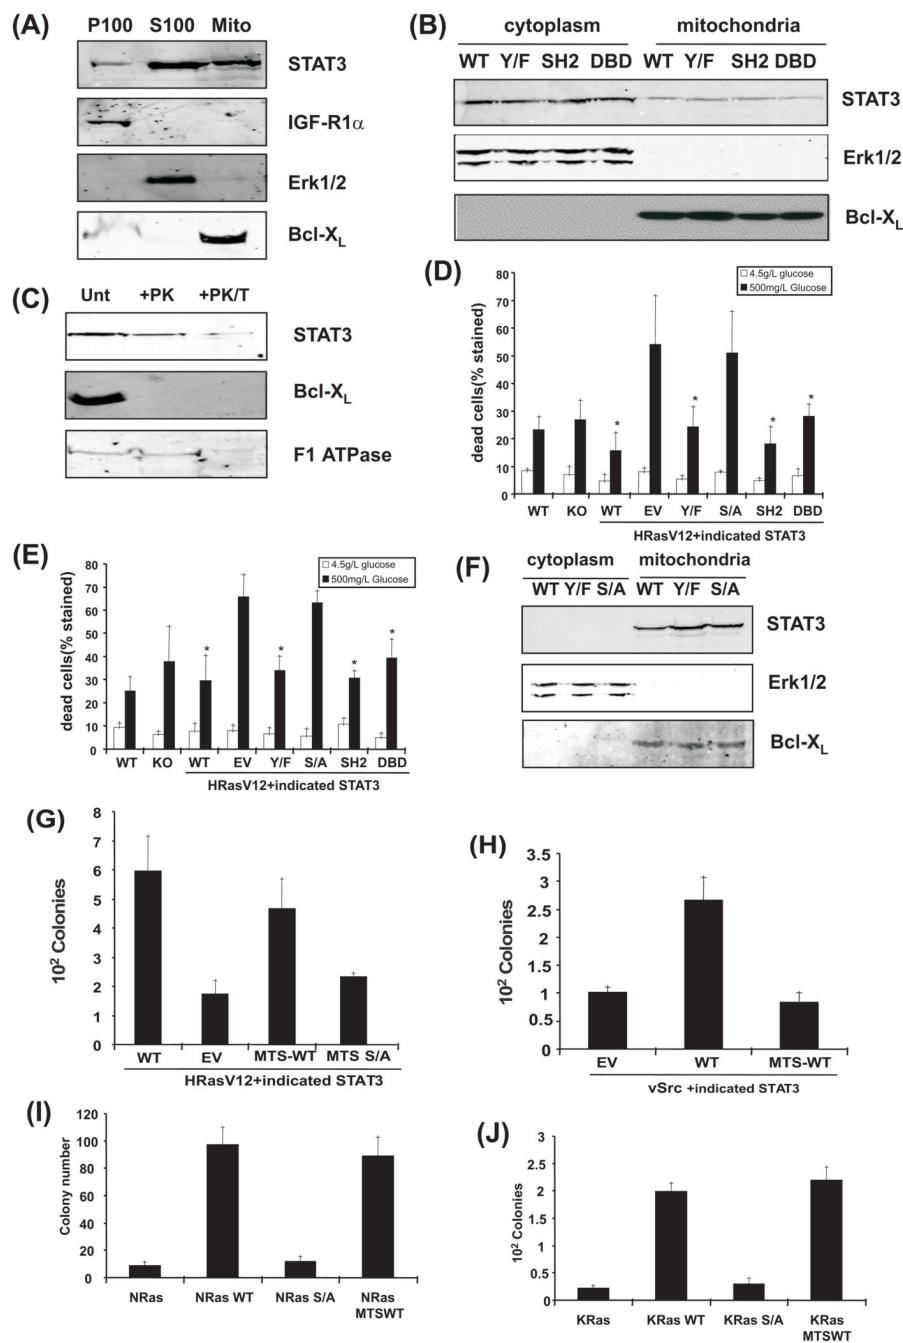 (A)
P100 S100 Mito
STAT3
IGF-R1α
Erk1/2
Bcl-XL
(B)
cytoplasm mitochondria
WT Y/F SH2 DBD WT Y/F SH2 DBD
STAT3
Erk1/2
Bcl-XL
(C)
Unt +PK +PK/T
STAT3
Bcl-XL
F1 ATPase
(D)
4.5g/L glucose
500mg/L Glucose
dead cells(% stained)
80
70
60
50
40
30
20
10
0
* * * *
WT KO WT EV Y/F S/A SH2 DBD
HRasV12+indicated STAT3
(E)
4.5g/L glucose
500mg/L Glucose
dead cells(% stained)
80
70
60
50
40
30
20
10
0
* * * *
WT KO WT EV Y/F S/A SH2 DBD
HRasV12+indicated STAT3
(F)
cytoplasm mitochondria
WT Y/F S/A WT Y/F S/A
STAT3
Erk1/2
Bcl-XL
(G)
10² Colonies
8
7
6
5
4
3
2
1
0
WT EV MTS-WT MTS S/A
HRasV12+indicated STAT3
(H)
10² Colonies
3.5
3
2.5
2
1.5
1
0.5
0
EV WT MTS-WT
vSrc +indicated STAT3
(I)
Colony number
120
100
80
60
40
20
0
NRas NRas WT NRas S/A NRas
MTSWT
(J)
10² Colonies
3
2.5
2
1.5
1
0.5
0
KRas KRas WT KRas S/A KRas
MTSWT